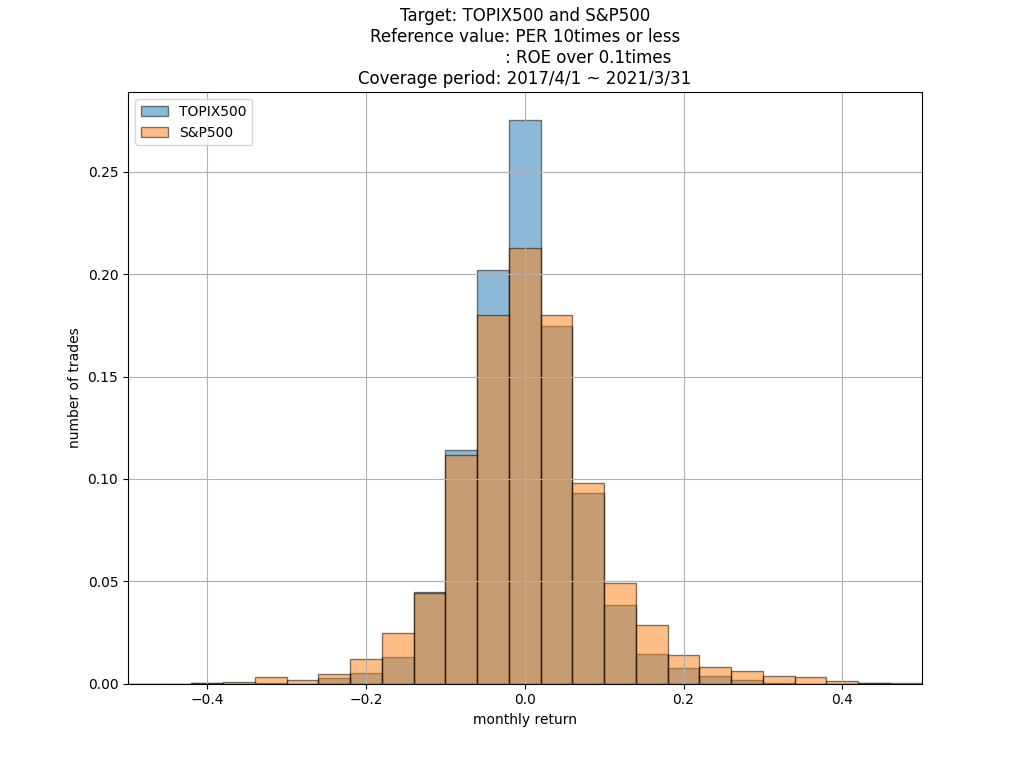 Target: TOPIX500 and S&P500
Reference value: PER 10times or less
: ROE over 0.1times
Coverage period: 2017/4/1 ~ 2021/3/31
TOPIX500
S&P500
0.25
0.20
0.15
0.10
0.05
0.00
number of trades
−0.4
−0.2
0.0
0.2
0.4
monthly return